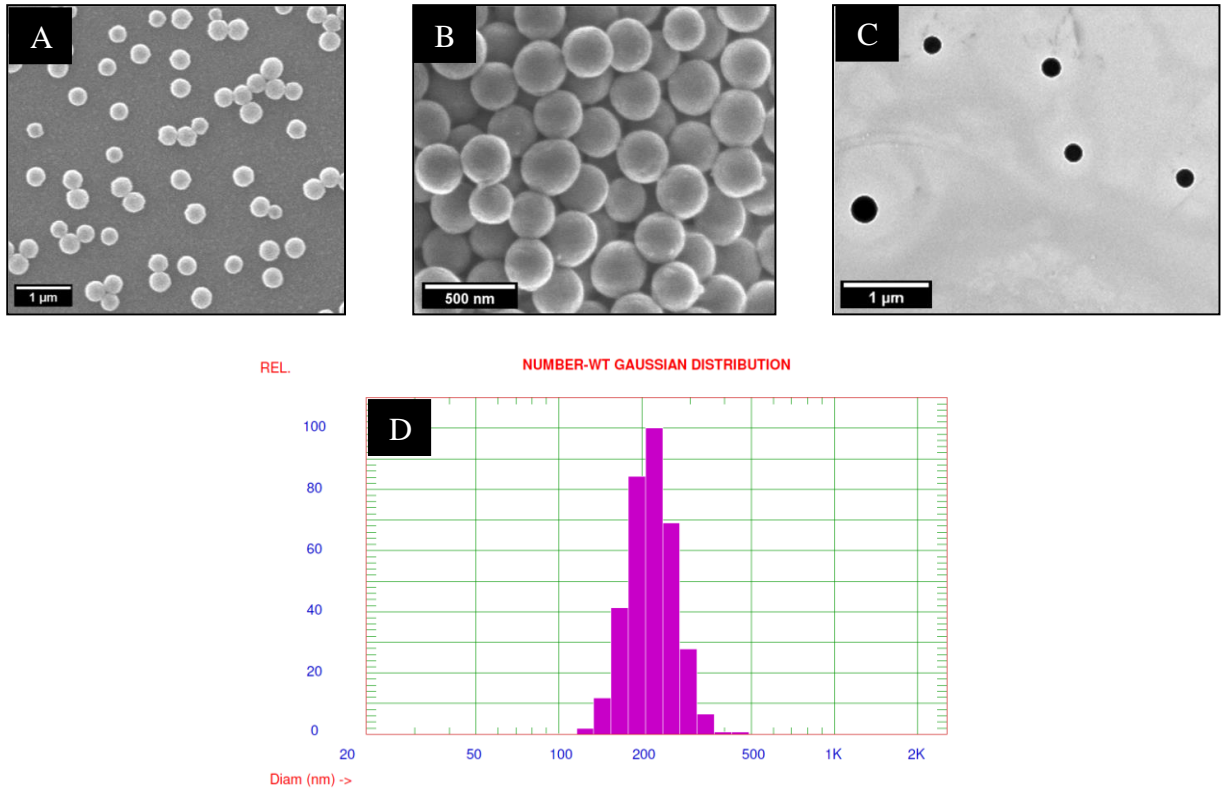 A
B
C
1 µm
500 nm
1 µm
REL.
NUMBER-WT GAUSSIAN DISTRIBUTION
D
100
80
60
40
20
0
20 50 100 200 500 1K 2K
Diam (nm) ->